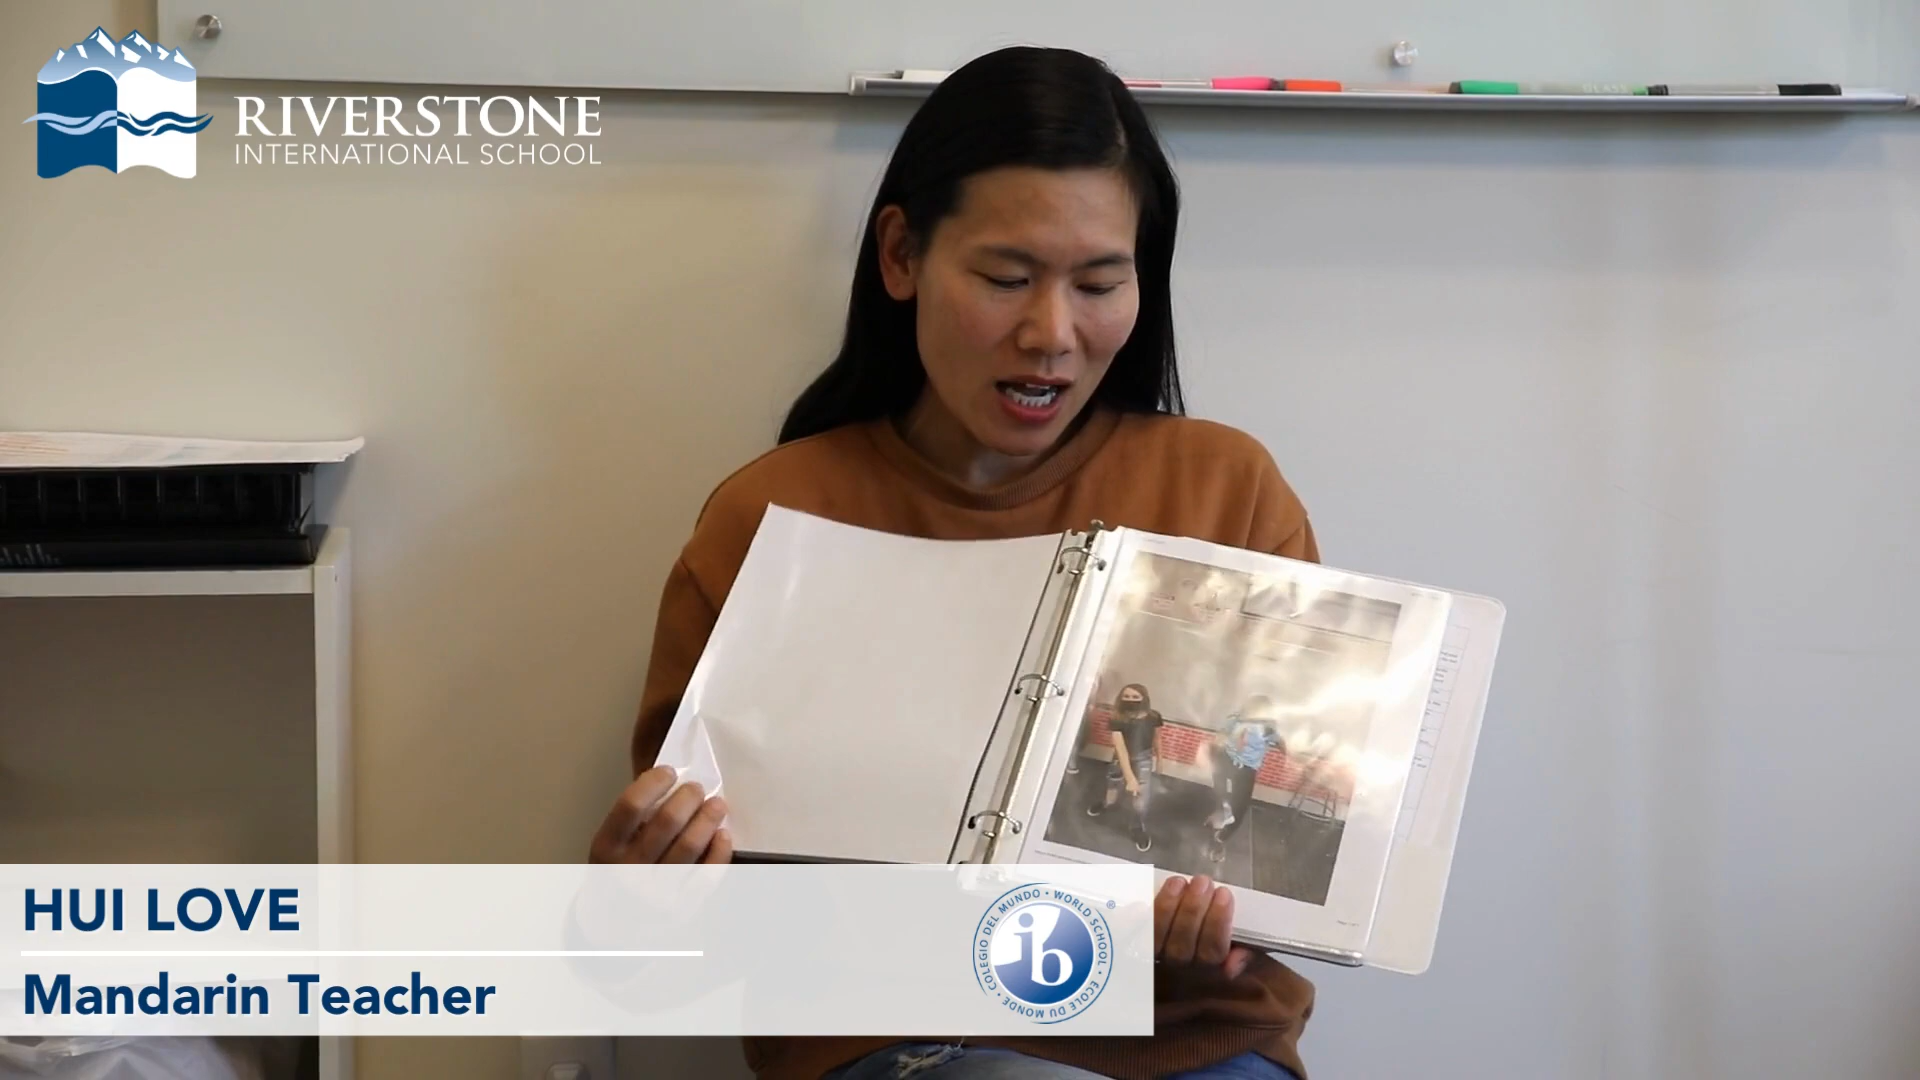 RIVERSTONE
INTERNATIONAL SCHOOL
HUI LOVE
Mandarin Teacher
COLEGIO DEL MUNDO • WORLD SCHOOL • ECOLE DU MONDE •
ib
®